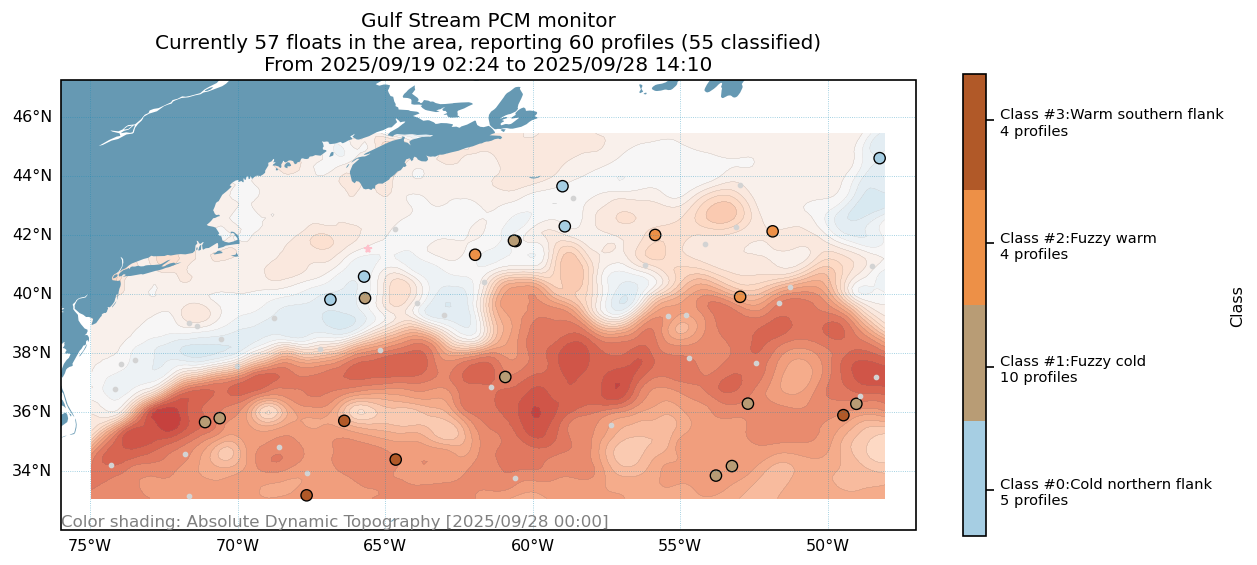 Gulf Stream PCM monitor
Currently 57 floats in the area, reporting 60 profiles (55 classified)
From 2025/09/19 02:24 to 2025/09/28 14:10
46°N
44°N
42°N
40°N
38°N
36°N
34°N
Color shading: Absolute Dynamic Topography [2025/09/28 00:00]
75°W
70°W
65°W
60°W
55°W
50°W
Class #3:Warm southern flank
4 profiles
Class #2:Fuzzy warm
4 profiles
Class #1:Fuzzy cold
10 profiles
Class #0:Cold northern flank
5 profiles
Class